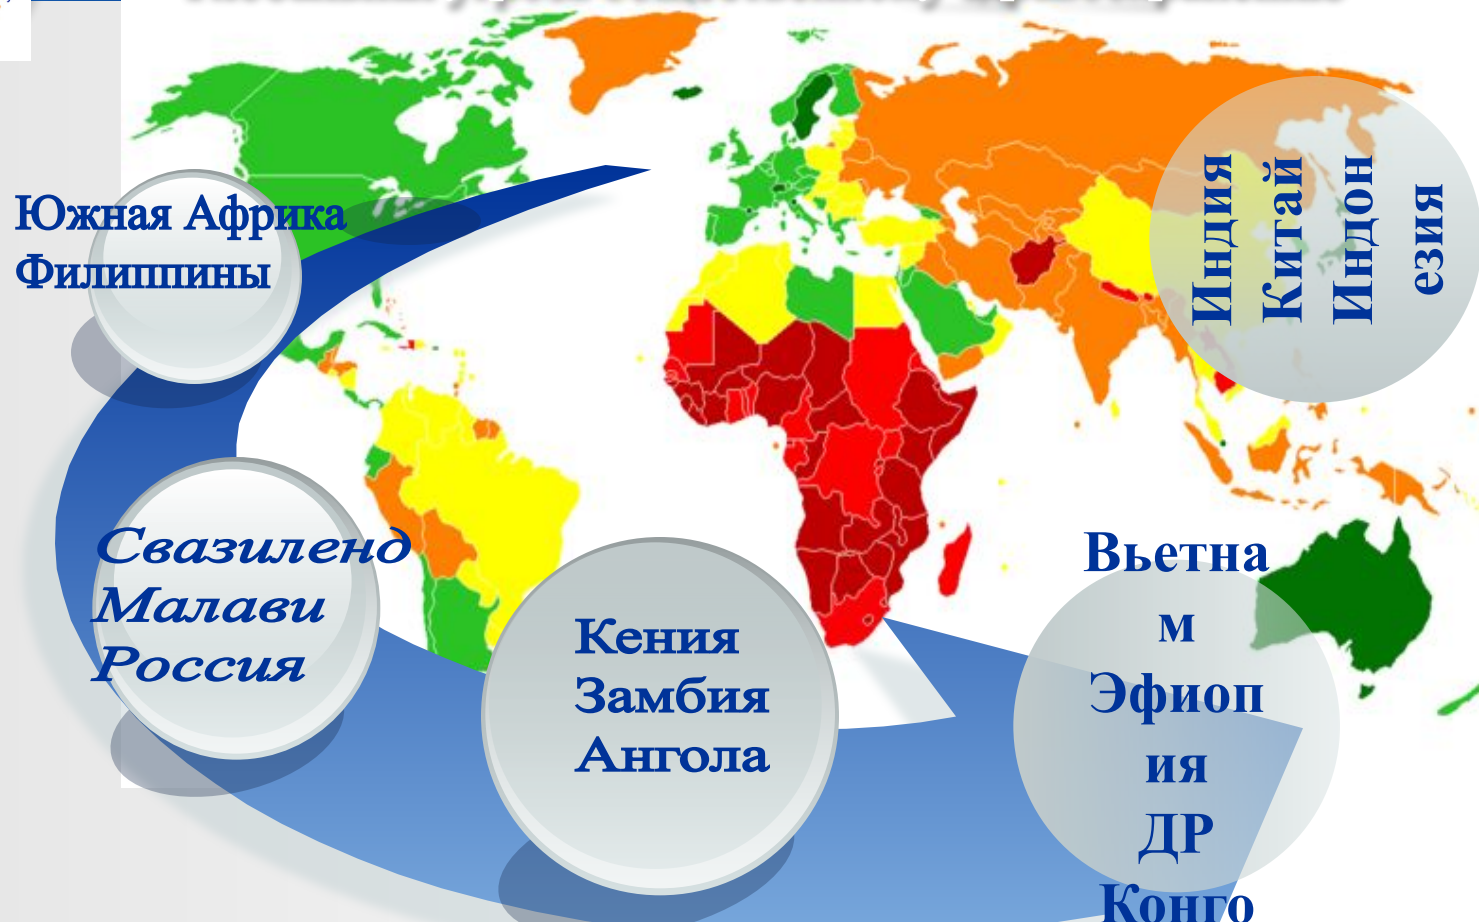 Южная Африка
Филиппины
Свазиленд
Малави
Россия
Кения
Замбия
Ангола
Вьетна
м
Эфиоп
ия
ДР
Конго
Индия
Китай
Индон
езия